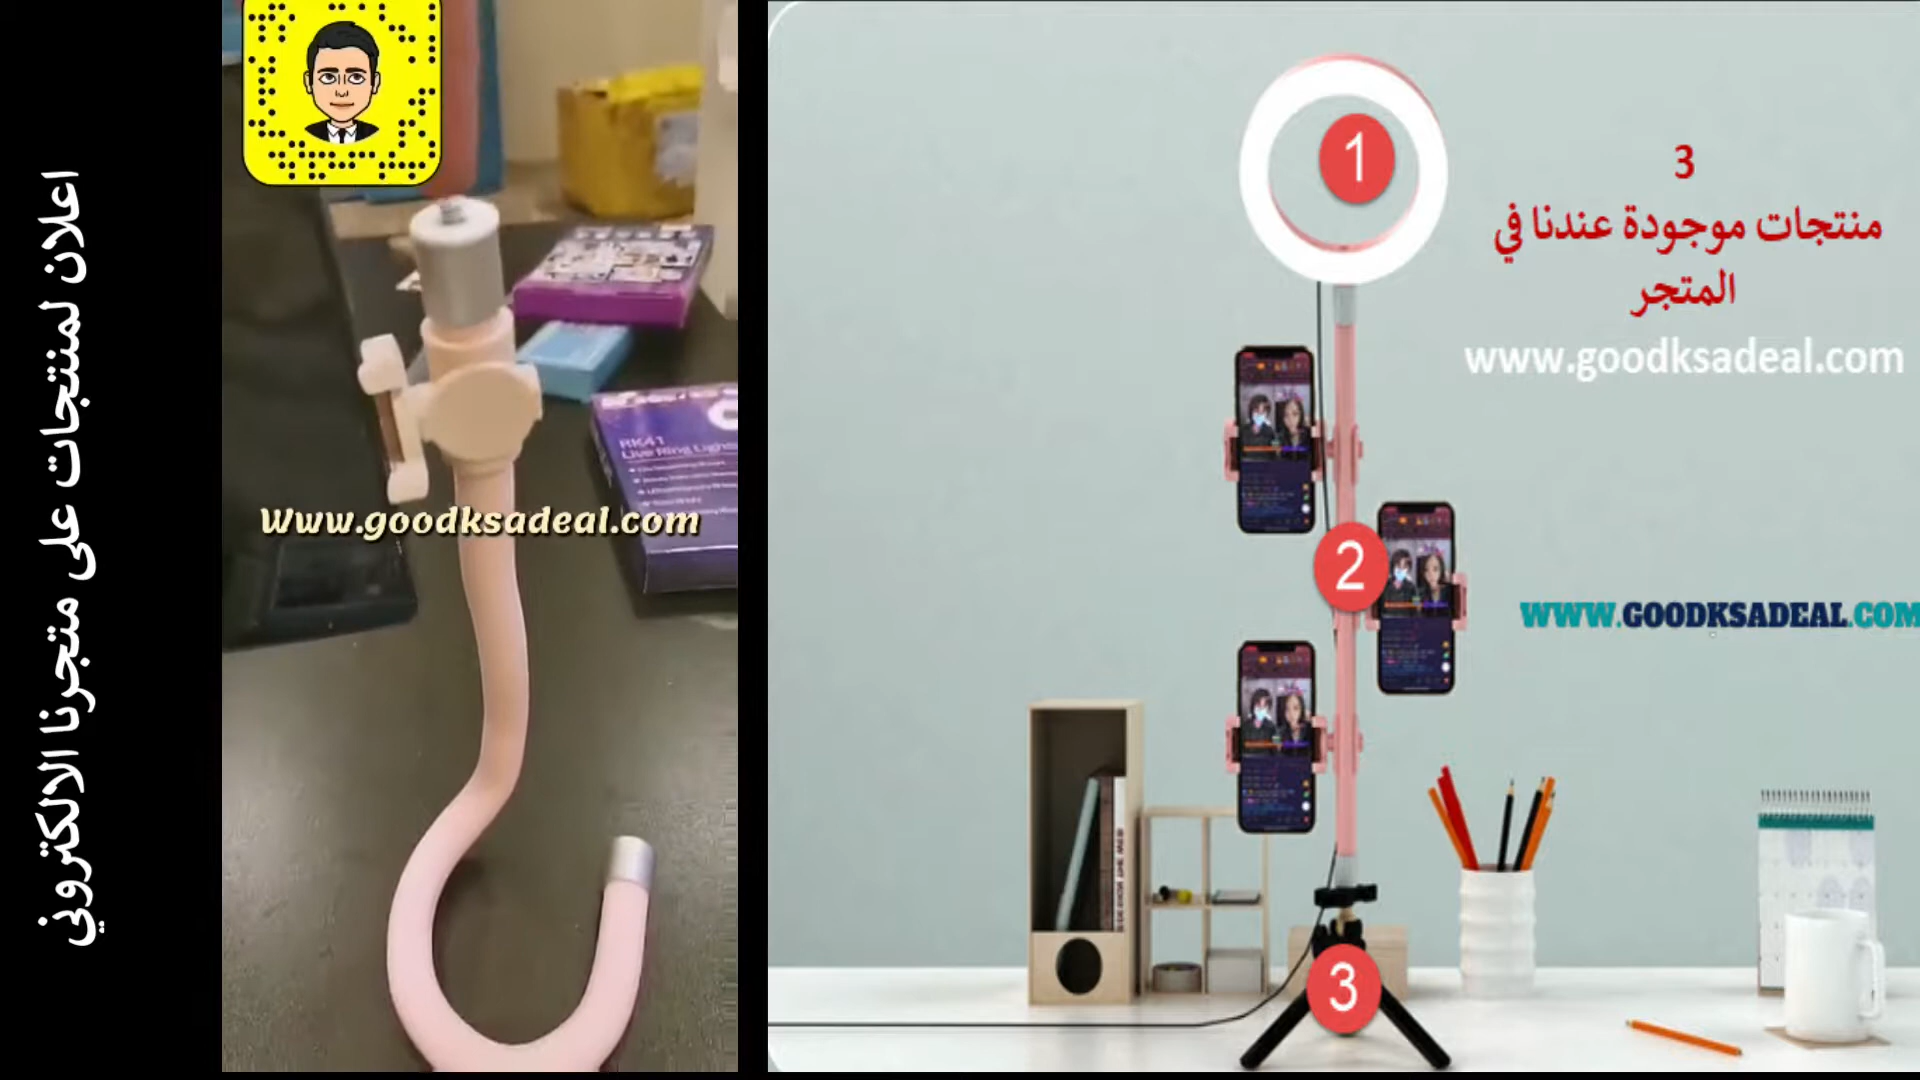 اعلان لمنتجات على متجرنا الالكتروني
RK41
Live Ring Light
Www.goodksadeal.com
1
2
3
3
منتجات موجودة عندنا في
المتجر
www.goodksadeal.com
WWW.GOODKSADEAL.COM